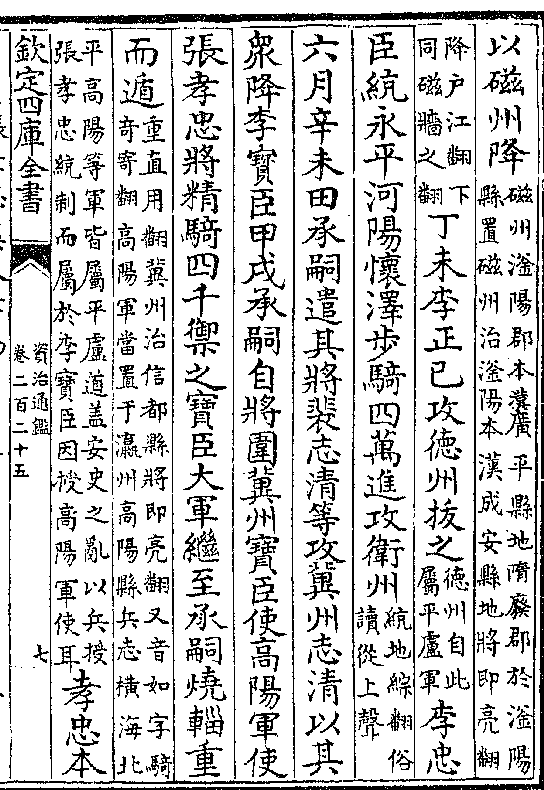 以磁州降磁州滏陽郡本漢廣平縣地隋廢郡於滏陽縣置磁州治滏陽本漢成安縣地將即亮翻
降户江翻下同磁牆之翻丁未李正已攻德州拔之德州自此屬平盧軍李忠
臣統永平河陽懷澤步騎四萬進攻衛州統地綜翻俗讀從上聲
六月辛未田承嗣遣其將裴志清等攻冀州志清以其
衆降李寳臣甲戌承嗣自將圍冀州寳臣使高陽軍使
張孝忠將精騎四千禦之寳臣大軍繼至承嗣燒輜重
而遁重直用翻冀州治信都縣將即亮翻又音如字騎奇寄翻高陽軍當置于瀛州高陽縣兵志横海北
平高陽等軍皆屬平盧道盖安史之亂以兵授張孝忠統制而屬於李寳臣因授高陽軍使耳孝忠本
欽定四庫全書 資治通鑑 卷二百二十五 七